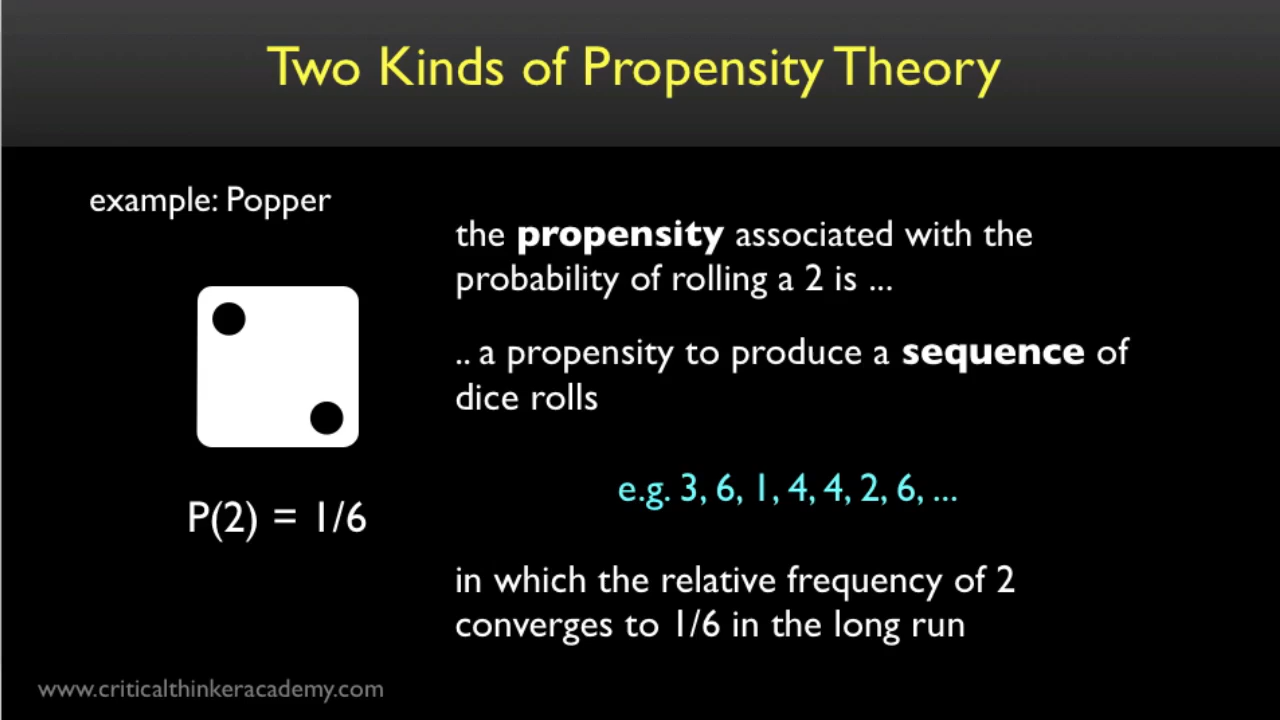 Two Kinds of Propensity Theory
example: Popper
the propensity associated with the
probability of rolling a 2 is ...
.. a propensity to produce a sequence of
dice rolls
e.g. 3, 6, 1, 4, 4, 2, 6, ...
P(2) = 1/6
in which the relative frequency of 2
converges to 1/6 in the long run
www.criticalthinkeracademy.com